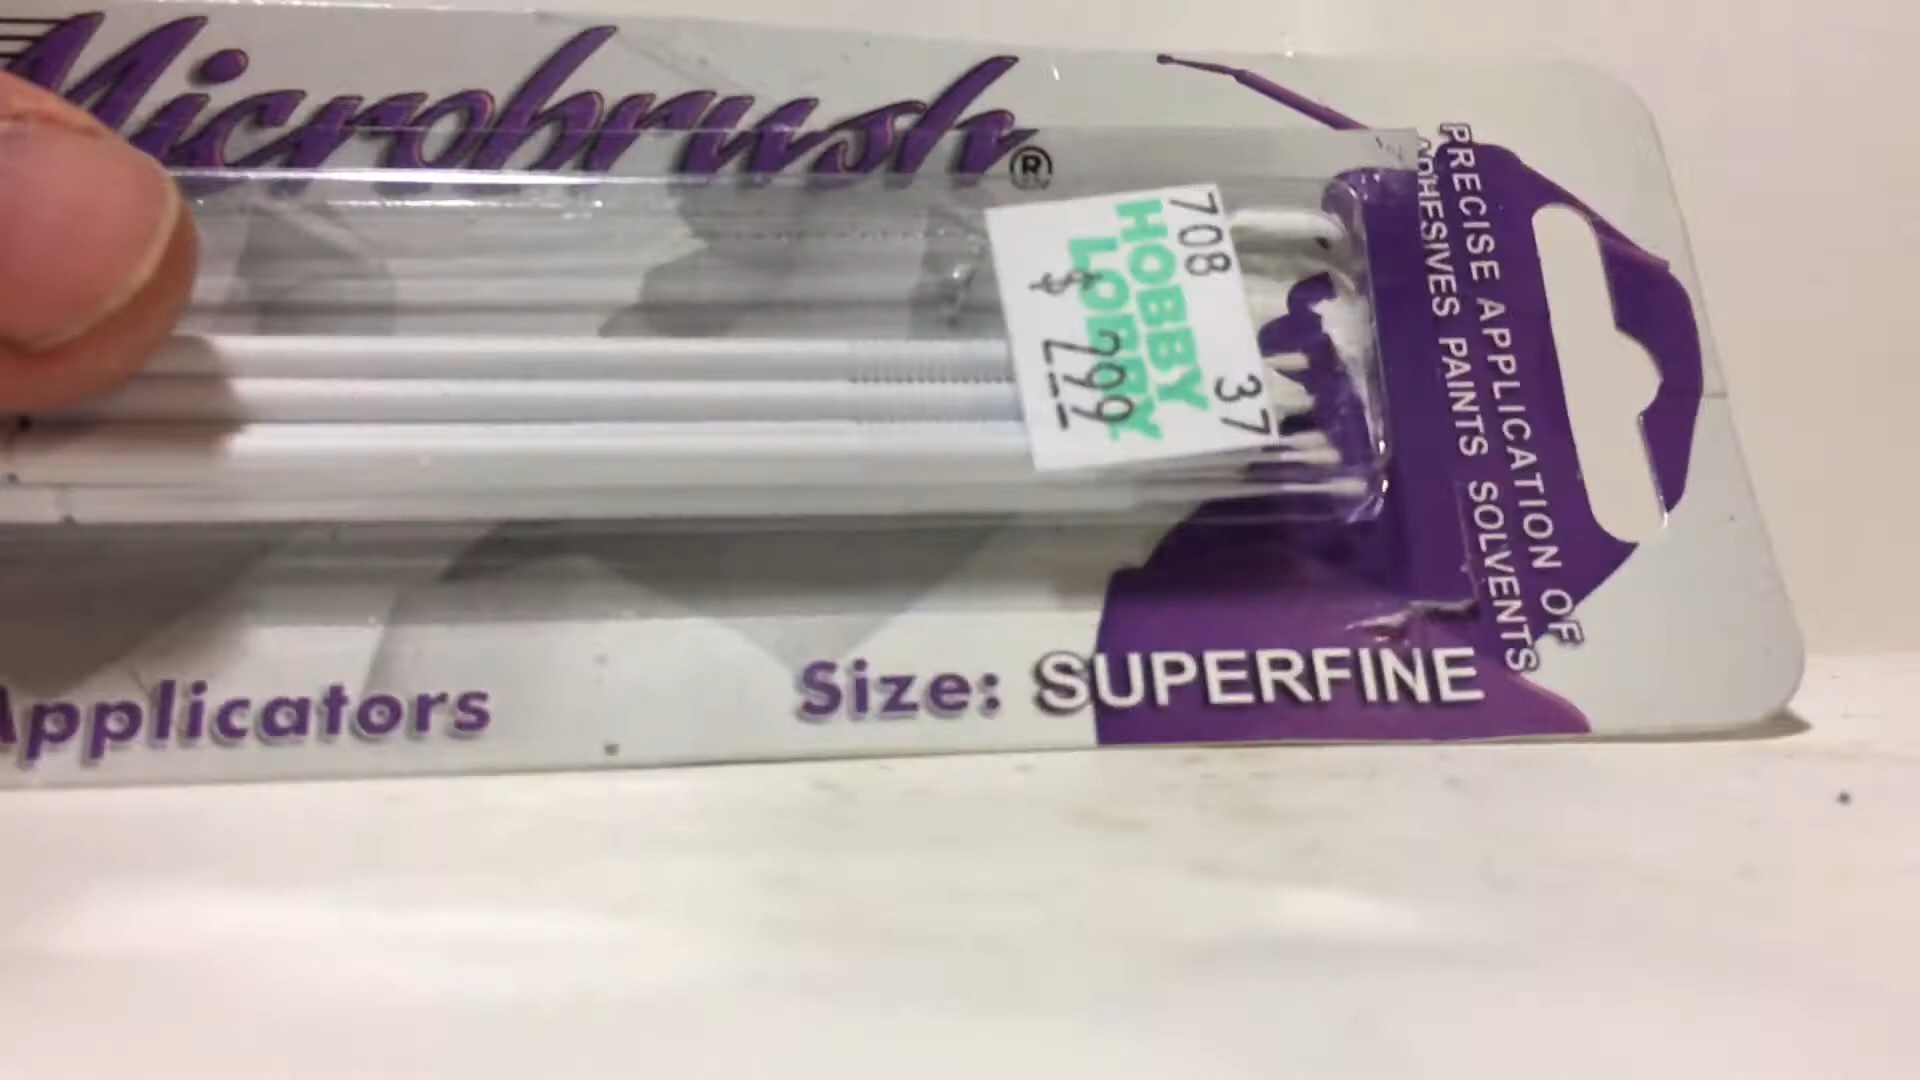 Microbrush®
708 37
HOBBY
LOBBY
$ 2.99
PRECISE APPLICATION OF
ADHESIVES PAINTS SOLVENTS
Applicators
Size: SUPERFINE